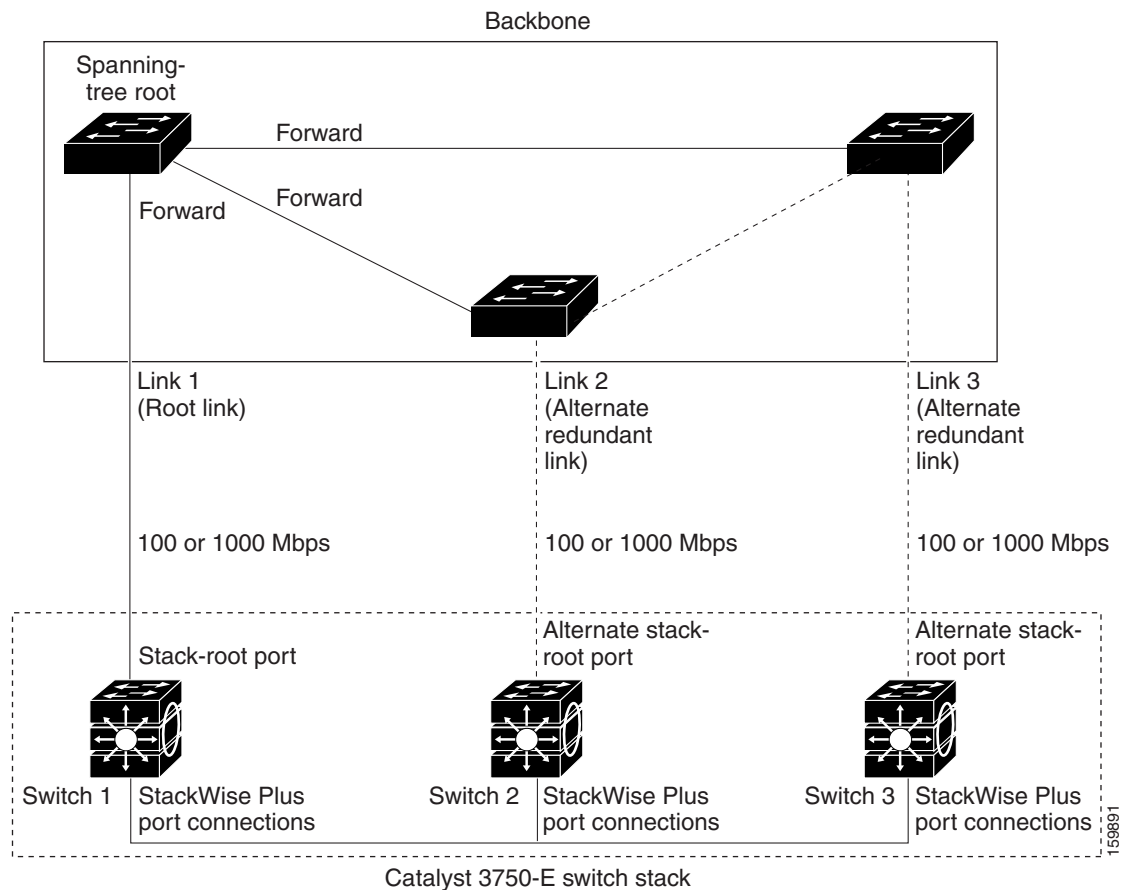 Backbone
Spanning-
tree root
Forward
Forward
Forward
Link 1
(Root link)
Link 2
(Alternate
redundant
link)
Link 3
(Alternate
redundant
link)
100 or 1000 Mbps
100 or 1000 Mbps
100 or 1000 Mbps
Stack-root port
Alternate stack-
root port
Alternate stack-
root port
Switch 1
StackWise Plus
port connections
Switch 2
StackWise Plus
port connections
Switch 3
StackWise Plus
port connections
159891
Catalyst 3750-E switch stack